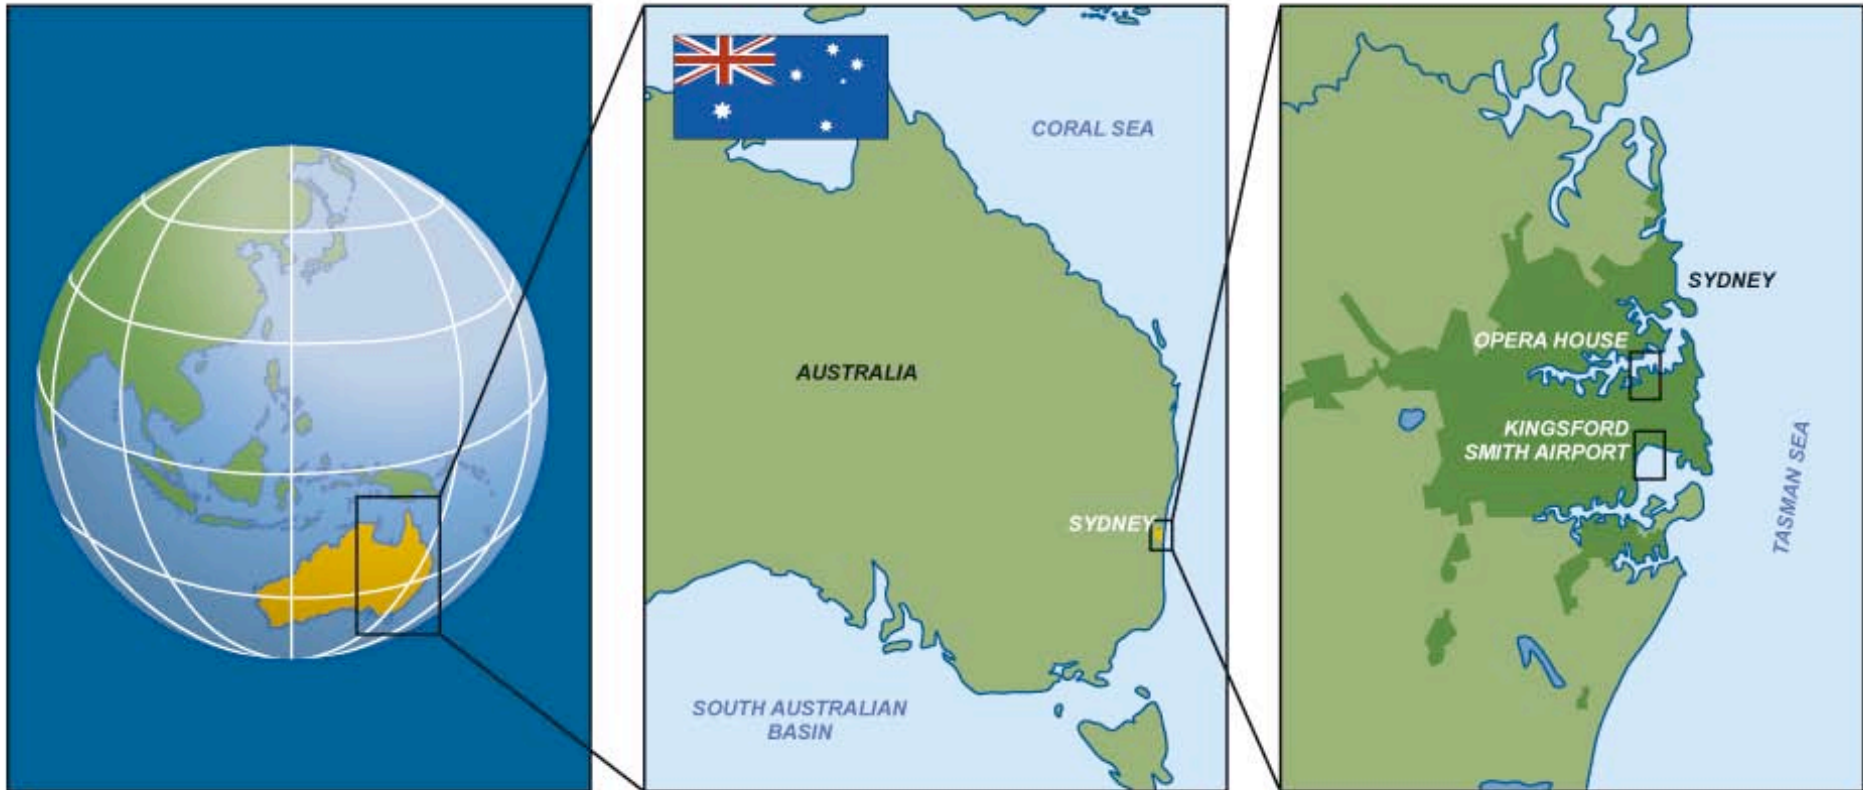 CORAL SEA
AUSTRALIA
SYDNEY
SOUTH AUSTRALIAN
BASIN
SYDNEY
OPERA HOUSE
KINGSFORD
SMITH AIRPORT
TASMAN SEA